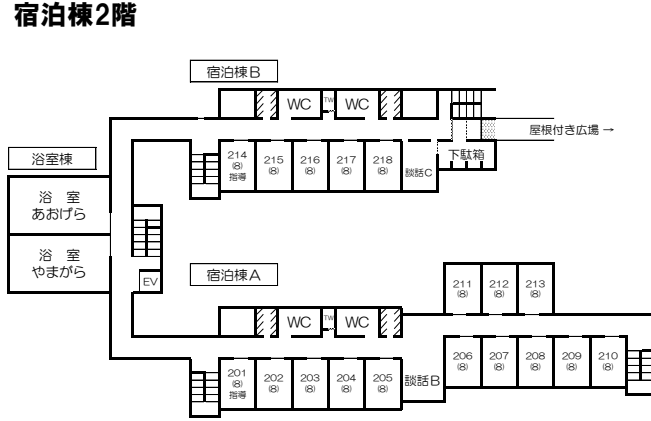 宿泊棟2階
宿泊棟B
WC
TW
WC
屋根付き広場 →
浴室棟
214
(8)
指導
215
(8)
216
(8)
217
(8)
218
(8)
談話C
下駄箱
浴 室
あおげら
浴 室
やまがら
EV
宿泊棟A
211
(8)
212
(8)
213
(8)
WC
TW
WC
201
(8)
指導
202
(8)
203
(8)
204
(8)
205
(8)
談話B
206
(8)
207
(8)
208
(8)
209
(8)
210
(8)